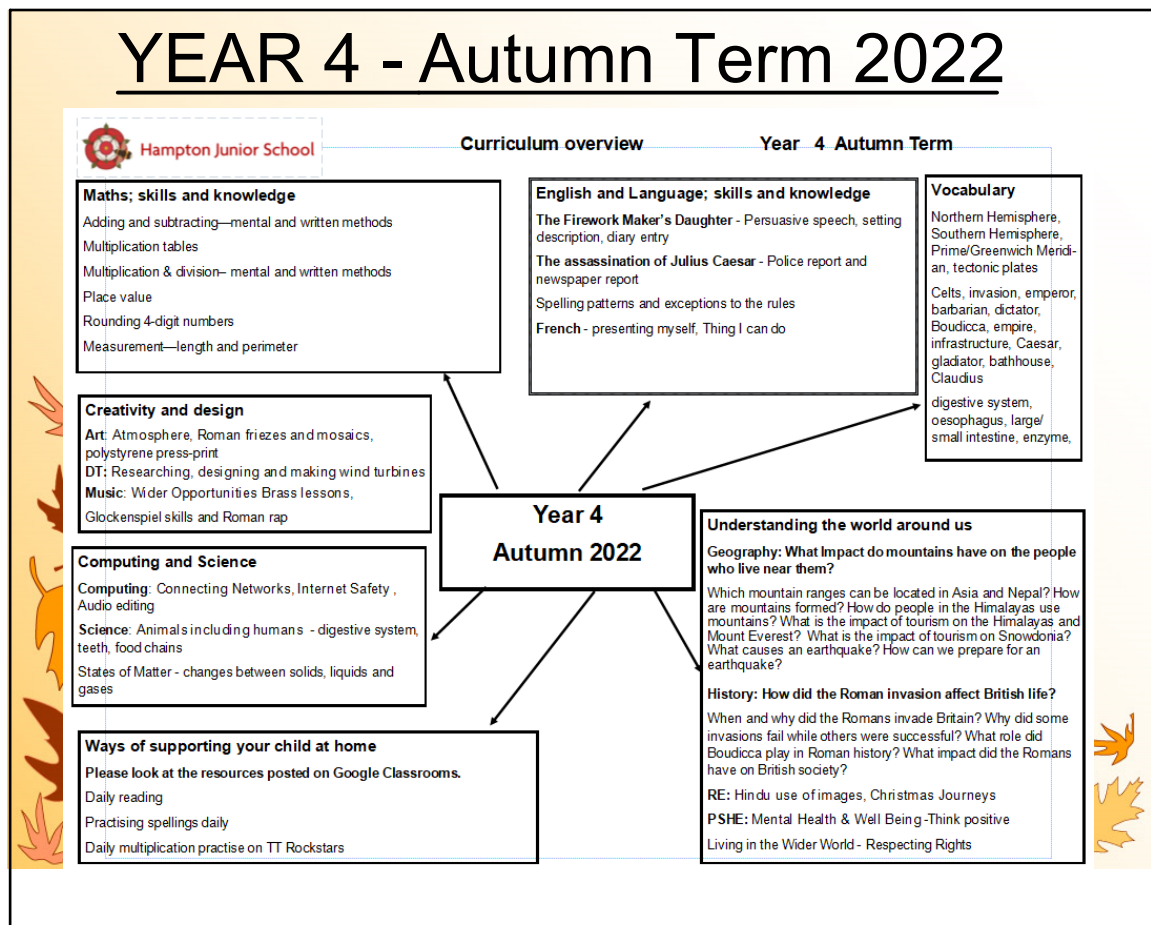 YEAR 4 - Autumn Term 2022
Hampton Junior School
Curriculum overview
Year 4 Autumn Term
Maths; skills and knowledge
Adding and subtracting—mental and written methods
Multiplication tables
Multiplication & division– mental and written methods
Place value
Rounding 4-digit numbers
Measurement—length and perimeter
English and Language; skills and knowledge
The Firework Maker's Daughter - Persuasive speech, setting
description, diary entry
The assassination of Julius Caesar - Police report and
newspaper report
Spelling patterns and exceptions to the rules
French - presenting myself, Thing I can do
Vocabulary
Northern Hemisphere,
Southern Hemisphere,
Prime/Greenwich Meridi-
an, tectonic plates
Celts, invasion, emperor,
barbarian, dictator,
Boudicca, empire,
infrastructure, Caesar,
gladiator, bathhouse,
Claudius
digestive system,
oesophagus, large/
small intestine, enzyme,
Creativity and design
Art: Atmosphere, Roman friezes and mosaics,
polystyrene press-print
DT: Researching, designing and making wind turbines
Music: Wider Opportunities Brass lessons,
Glockenspiel skills and Roman rap
Year 4
Autumn 2022
Computing and Science
Computing: Connecting Networks, Internet Safety ,
Audio editing
Science: Animals including humans - digestive system,
teeth, food chains
States of Matter - changes between solids, liquids and
gases
Understanding the world around us
Geography: What Impact do mountains have on the people
who live near them?
Which mountain ranges can be located in Asia and Nepal? How
are mountains formed? How do people in the Himalayas use
mountains? What is the impact of tourism on the Himalayas and
Mount Everest? What is the impact of tourism on Snowdonia?
What causes an earthquake? How can we prepare for an
earthquake?
History: How did the Roman invasion affect British life?
When and why did the Romans invade Britain? Why did some
invasions fail while others were successful? What role did
Boudicca play in Roman history? What impact did the Romans
have on British society?
RE: Hindu use of images, Christmas Journeys
PSHE: Mental Health & Well Being -Think positive
Living in the Wider World - Respecting Rights
Ways of supporting your child at home
Please look at the resources posted on Google Classrooms.
Daily reading
Practising spellings daily
Daily multiplication practise on TT Rockstars